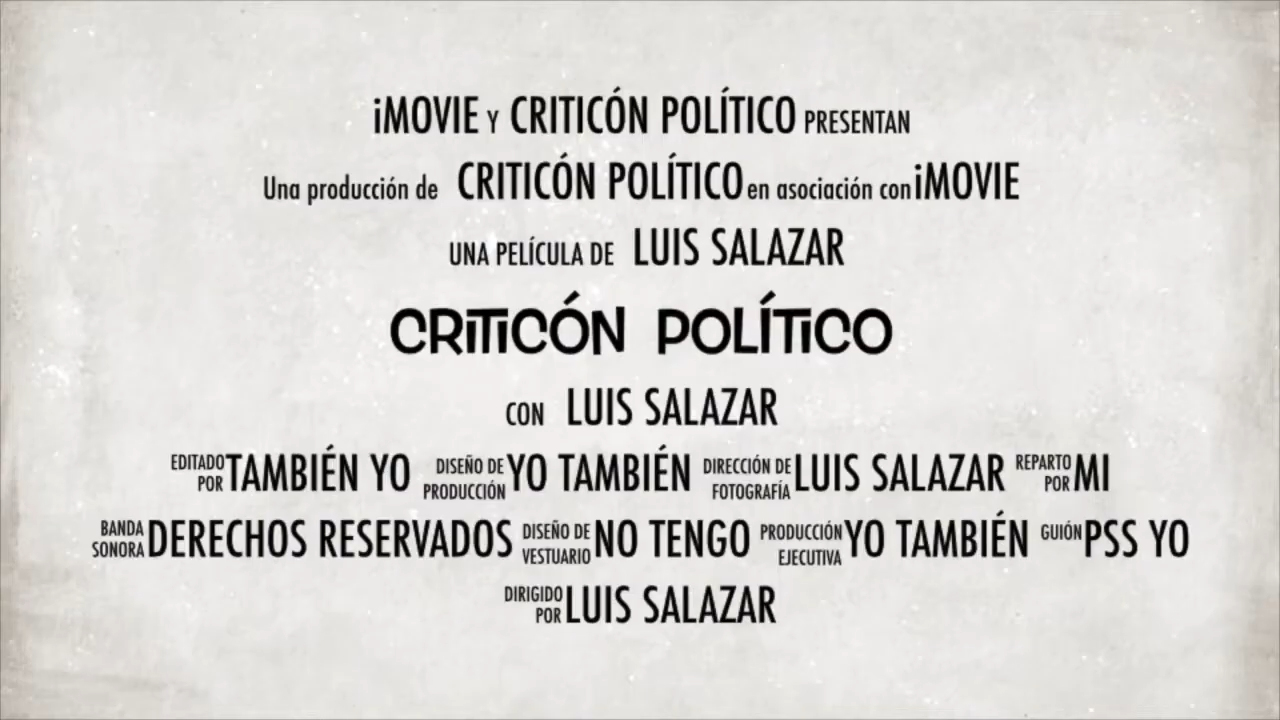 iMOVIE Y CRITICÓN POLÍTICO PRESENTAN
Una producción de CRITICÓN POLÍTICO en asociación con iMOVIE
UNA PELÍCULA DE LUIS SALAZAR
CRiTiCÓN POLÍTiCO
CON LUIS SALAZAR
EDITADO POR TAMBIÉN YO DISEÑO DE PRODUCCIÓN YO TAMBIÉN DIRECCIÓN DE FOTOGRAFÍA LUIS SALAZAR REPARTO POR MI
BANDA SONORA DERECHOS RESERVADOS DISEÑO DE VESTUARIO NO TENGO PRODUCCIÓN EJECUTIVA YO TAMBIÉN GUIÓN PSS YO
DIRIGIDO POR LUIS SALAZAR